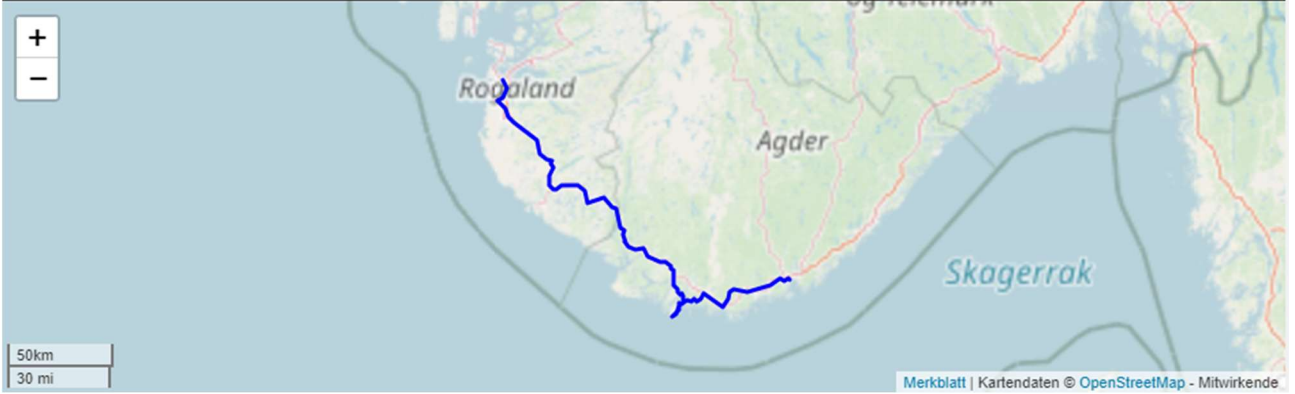 og Telemark
+
−
Rogaland
Agder
Skagerrak
50km
30 mi
Merkblatt | Kartendaten © OpenStreetMap - Mitwirkende